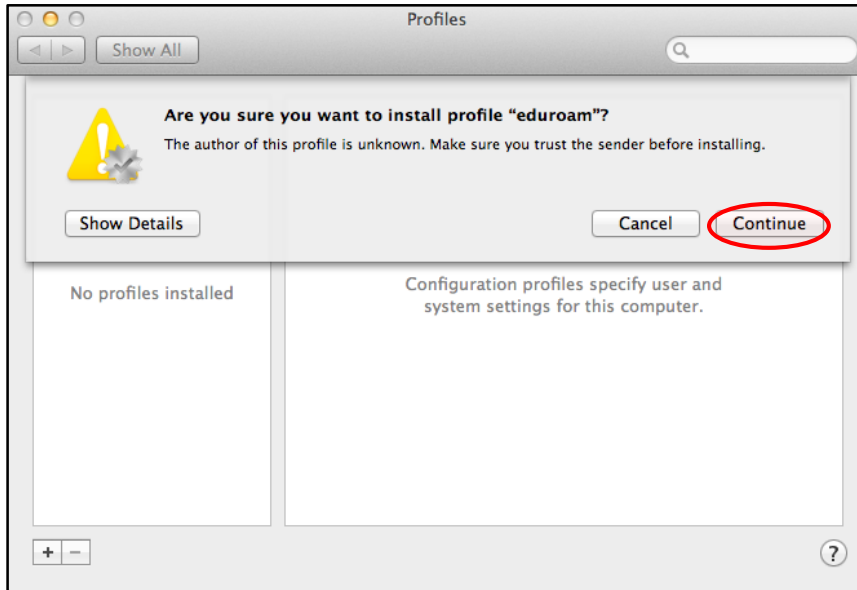 Profiles
Show All
Are you sure you want to install profile “eduroam”?
The author of this profile is unknown. Make sure you trust the sender before installing.
Show Details
Cancel
Continue
No profiles installed
Configuration profiles specify user and
system settings for this computer.
+
−
?